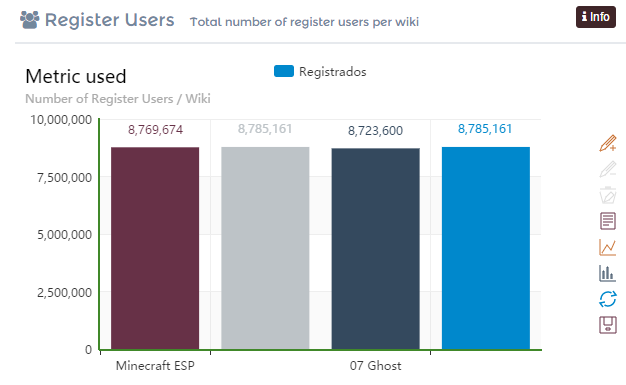 Register Users Total number of register users per wiki
i Info
Metric used
Registrados
Number of Register Users / Wiki
10,000,000
8,769,674 8,785,161 8,723,600 8,785,161
7,500,000
5,000,000
2,500,000
0
Minecraft ESP 07 Ghost